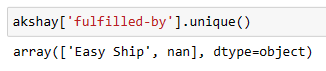 akshay['fulfilled-by'].unique()
array(['Easy Ship', nan], dtype=object)